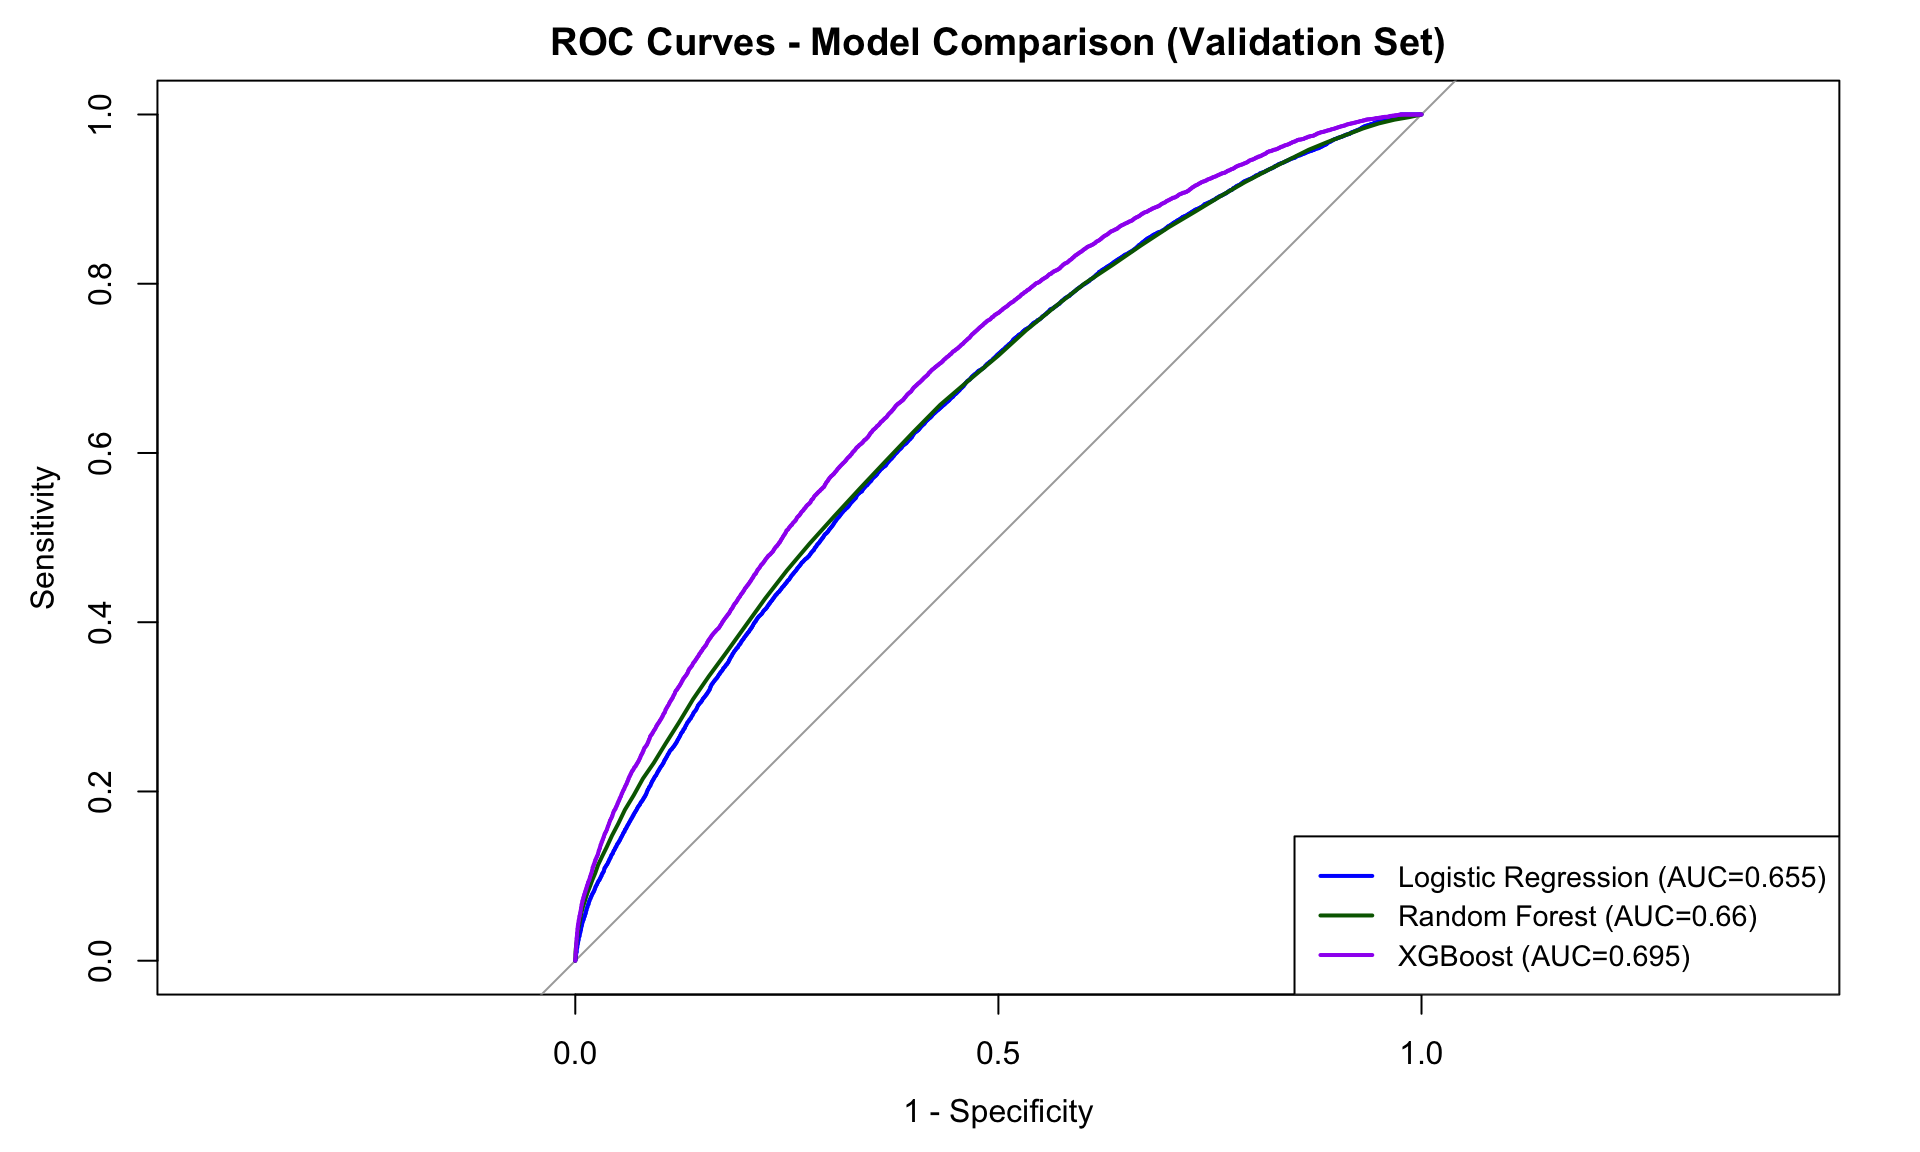 ROC Curves - Model Comparison (Validation Set)
Sensitivity
1.0
0.8
0.6
0.4
0.2
0.0
Logistic Regression (AUC=0.655)
Random Forest (AUC=0.66)
XGBoost (AUC=0.695)
0.0 0.5 1.0
1 - Specificity